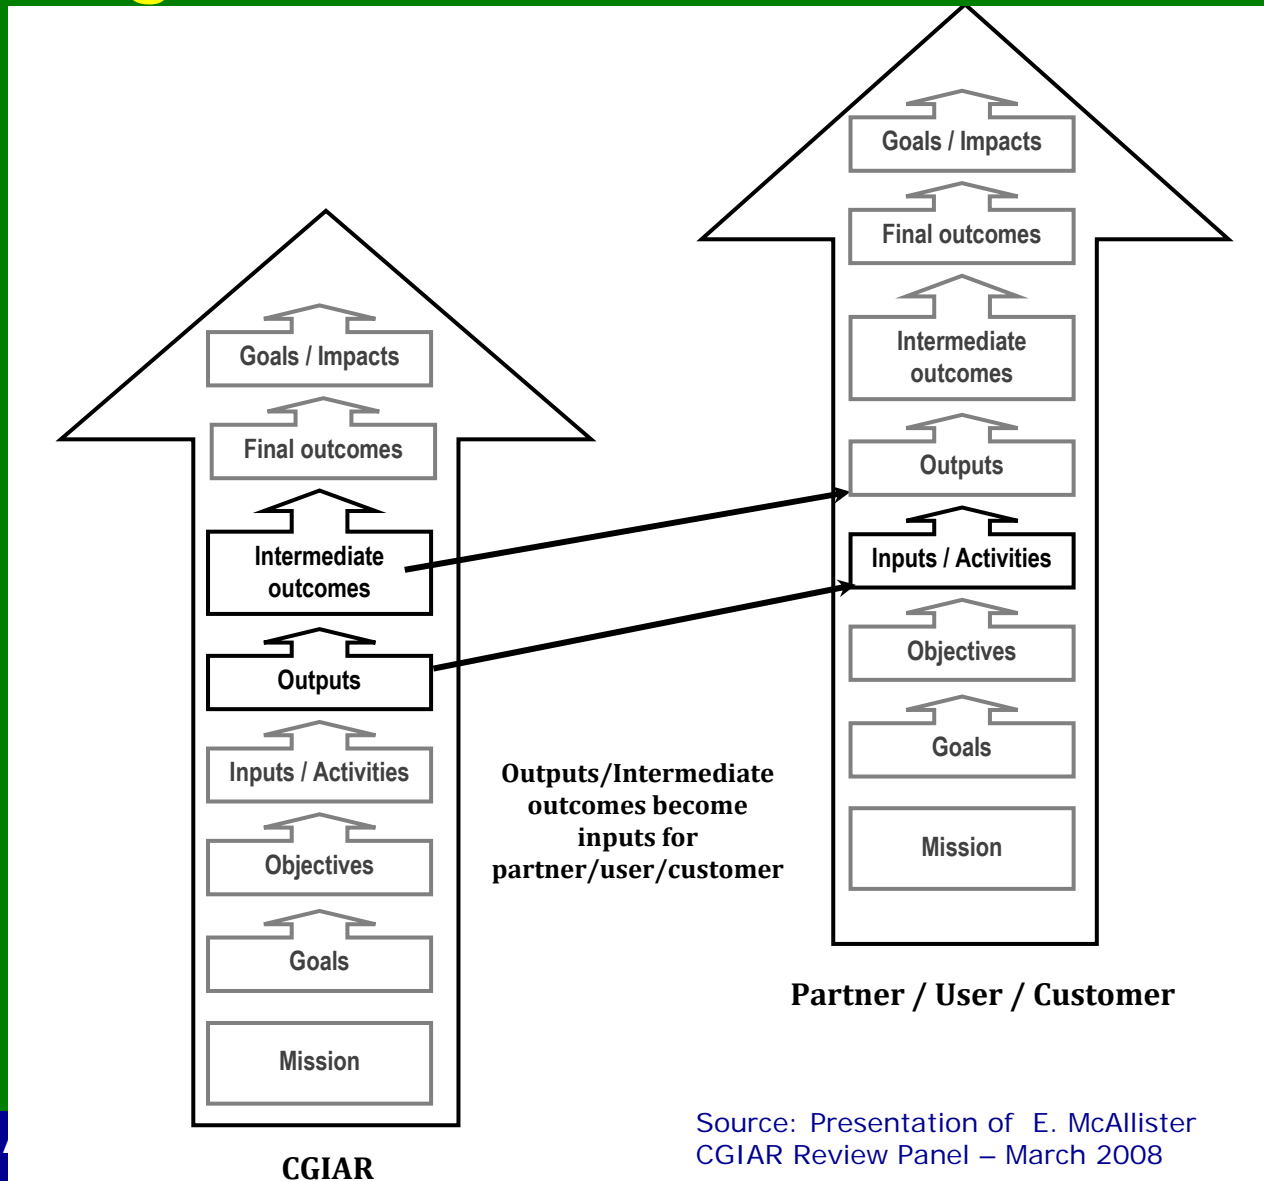 Goals / Impacts
Final outcomes
Intermediate
outcomes
Outputs
Inputs / Activities
Objectives
Goals
Mission
CGIAR
Outputs/Intermediate
outcomes become
inputs for
partner/user/customer
Goals / Impacts
Final outcomes
Intermediate
outcomes
Outputs
Inputs / Activities
Objectives
Goals
Mission
Partner / User / Customer
Source: Presentation of E. McAllister
CGIAR Review Panel – March 2008